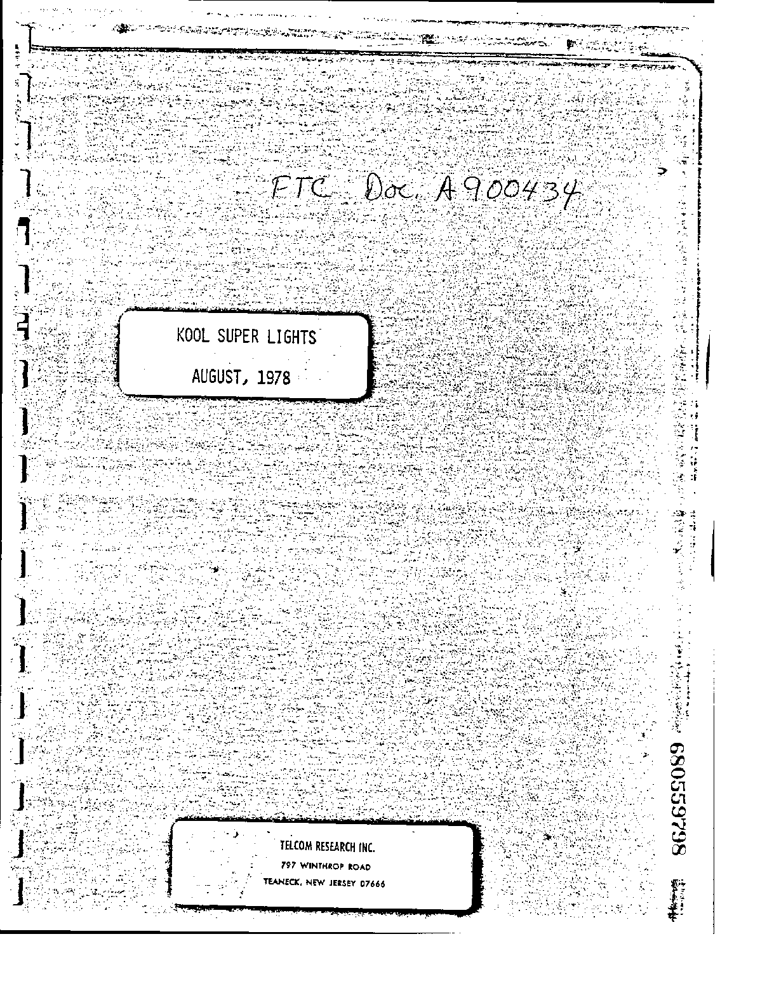 FTC Doc. A900434
KOOL SUPER LIGHTS
AUGUST, 1978
TELCOM RESEARCH INC.
797 WINTHROP ROAD
TEANECK, NEW JERSEY 07666
680559798